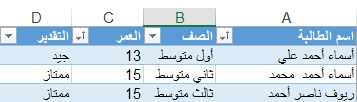 A B C D
اسم الطالبة الصف العمر التقدير
أسماء أحمد علي أول متوسط 13 جيد
أسماء أحمد محمد ثاني متوسط 15 ممتاز
ريوف ناصر أحمد ثالث متوسط 15 ممتاز